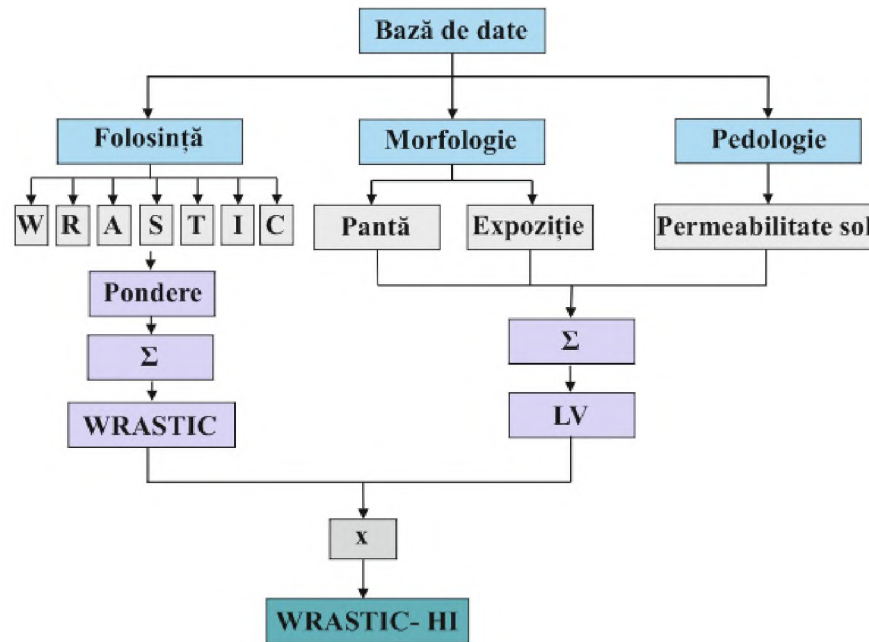 Bază de date
Folosință
Morfologie
Pedologie
W R A S T I C
Pantă
Expoziție
Permeabilitate sol
Pondere
Σ
Σ
WRASTIC
LV
x
WRASTIC- HI